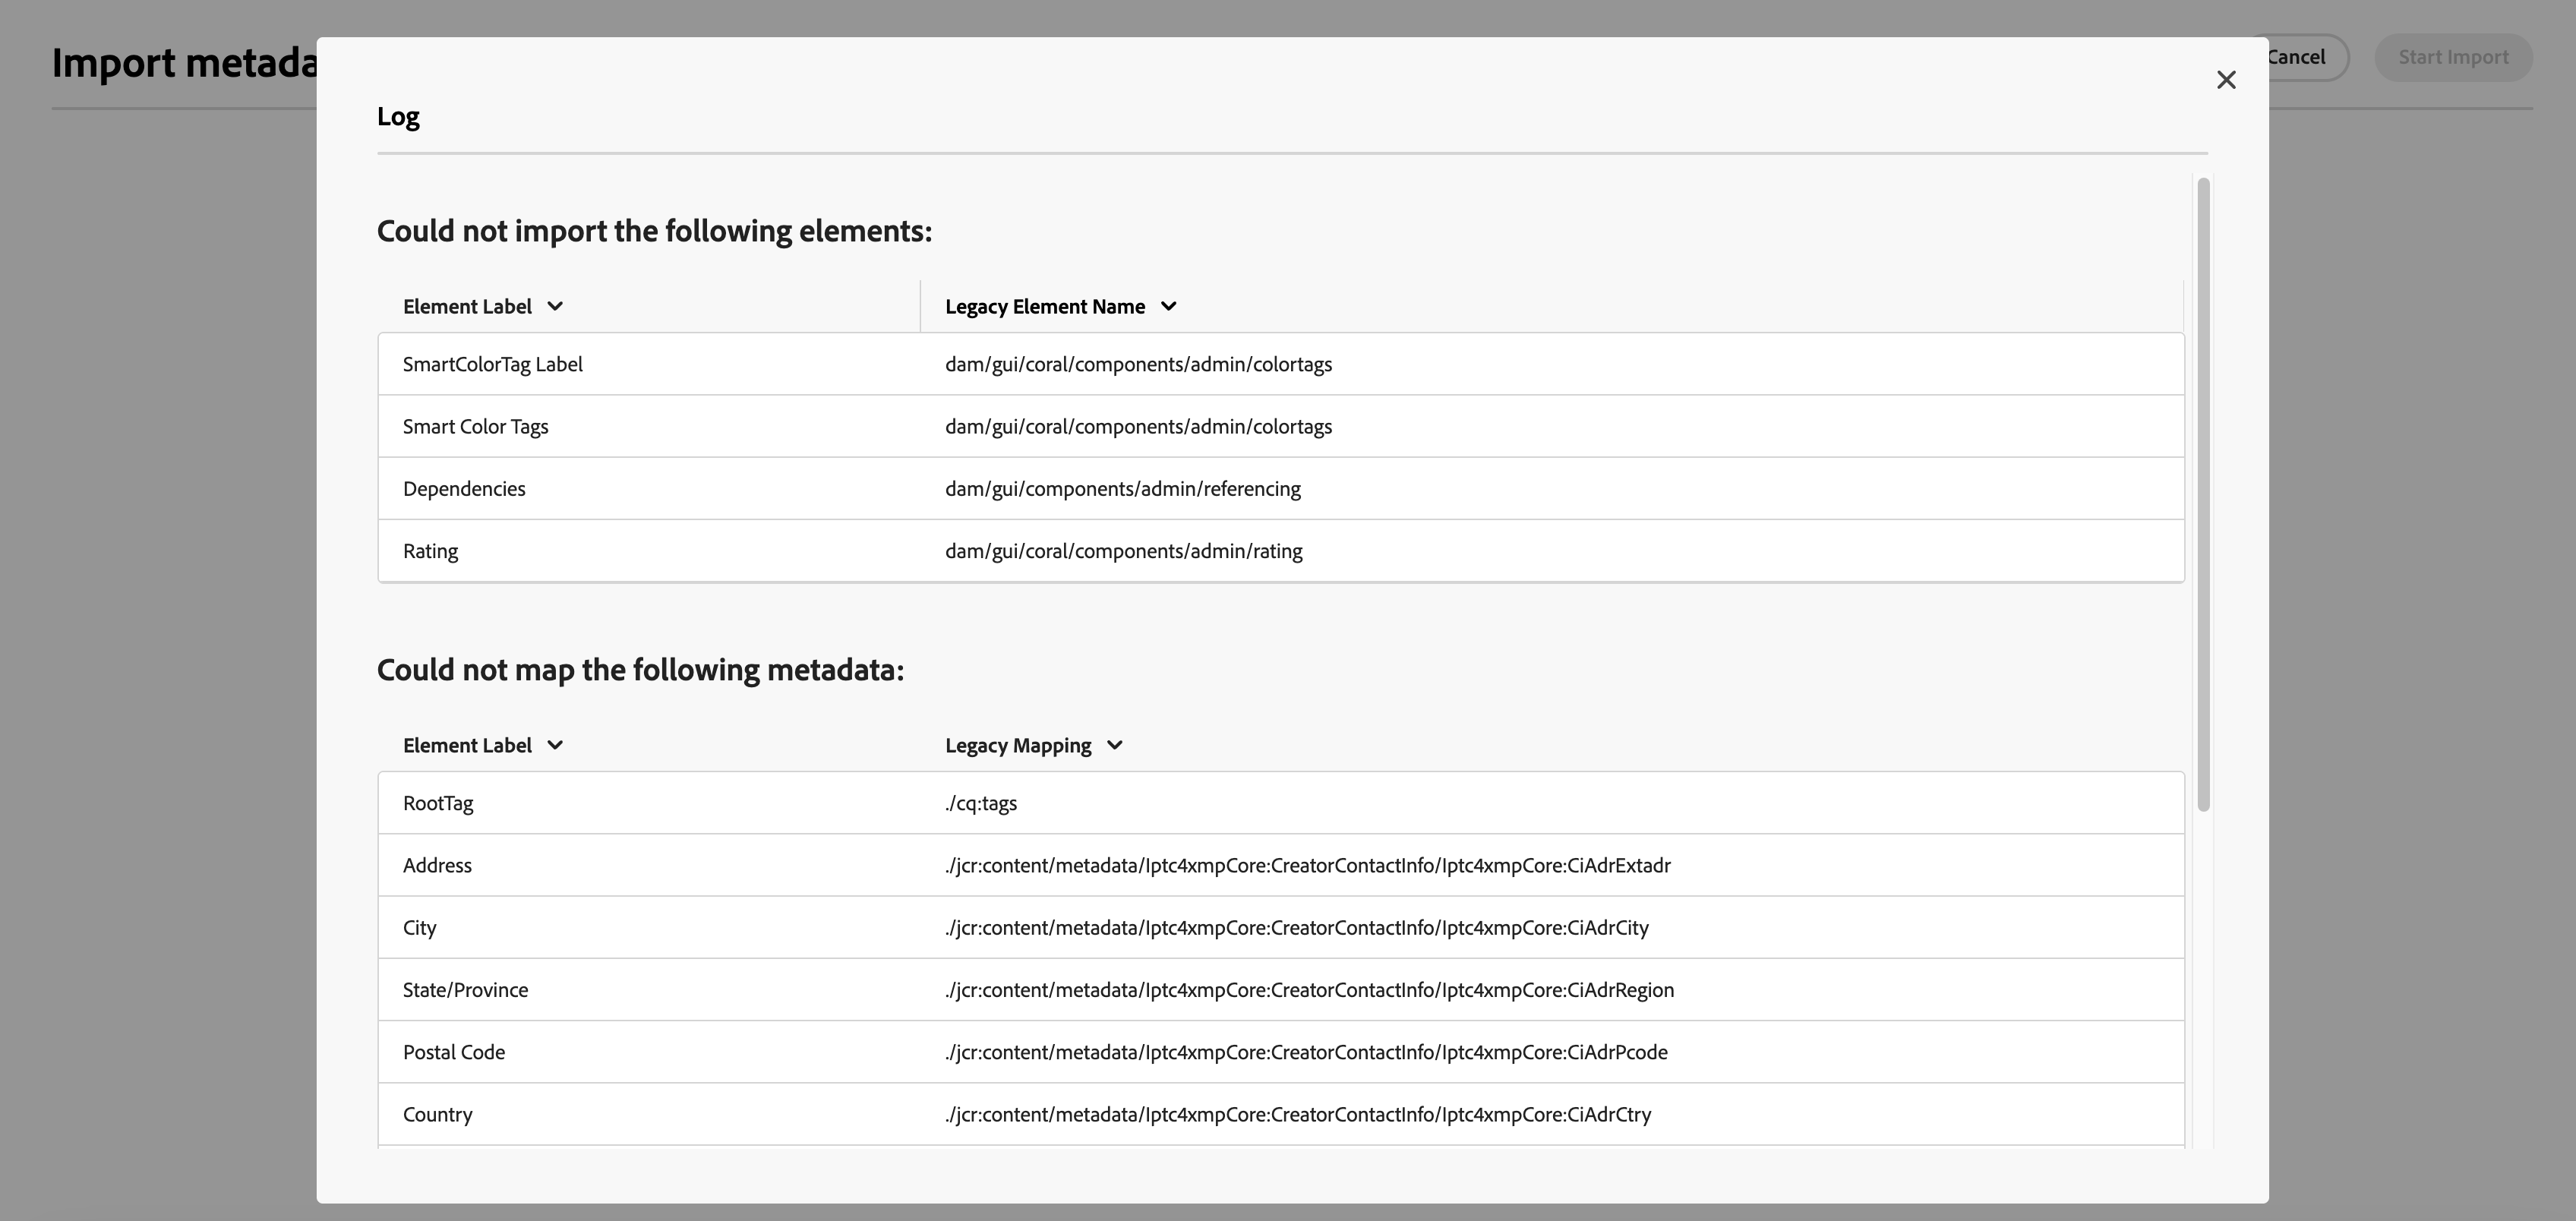 Import metada
Cancel
Start Import
Log
Could not import the following elements:
Element Label
Legacy Element Name
SmartColorTag Label
dam/gui/coral/components/admin/colortags
Smart Color Tags
dam/gui/coral/components/admin/colortags
Dependencies
dam/gui/components/admin/referencing
Rating
dam/gui/coral/components/admin/rating
Could not map the following metadata:
Element Label
Legacy Mapping
RootTag
./cq:tags
Address
./jcr:content/metadata/Iptc4xmpCore:CreatorContactInfo/Iptc4xmpCore:CiAdrExtadr
City
./jcr:content/metadata/Iptc4xmpCore:CreatorContactInfo/Iptc4xmpCore:CiAdrCity
State/Province
./jcr:content/metadata/Iptc4xmpCore:CreatorContactInfo/Iptc4xmpCore:CiAdrRegion
Postal Code
./jcr:content/metadata/Iptc4xmpCore:CreatorContactInfo/Iptc4xmpCore:CiAdrPcode
Country
./jcr:content/metadata/Iptc4xmpCore:CreatorContactInfo/Iptc4xmpCore:CiAdrCtry